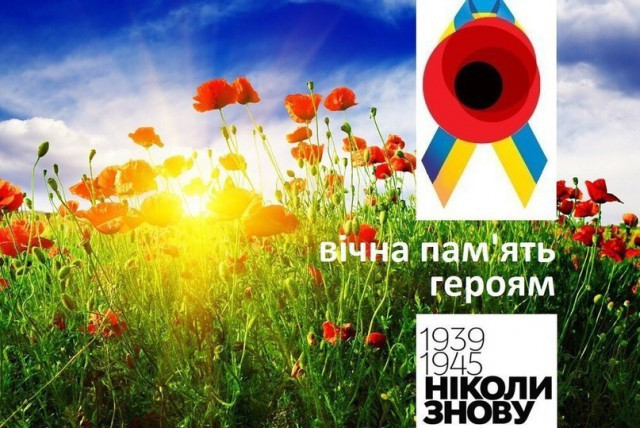 вічна пам'ять
героям
1939
1945
НІКОЛИ
ЗНОВУ